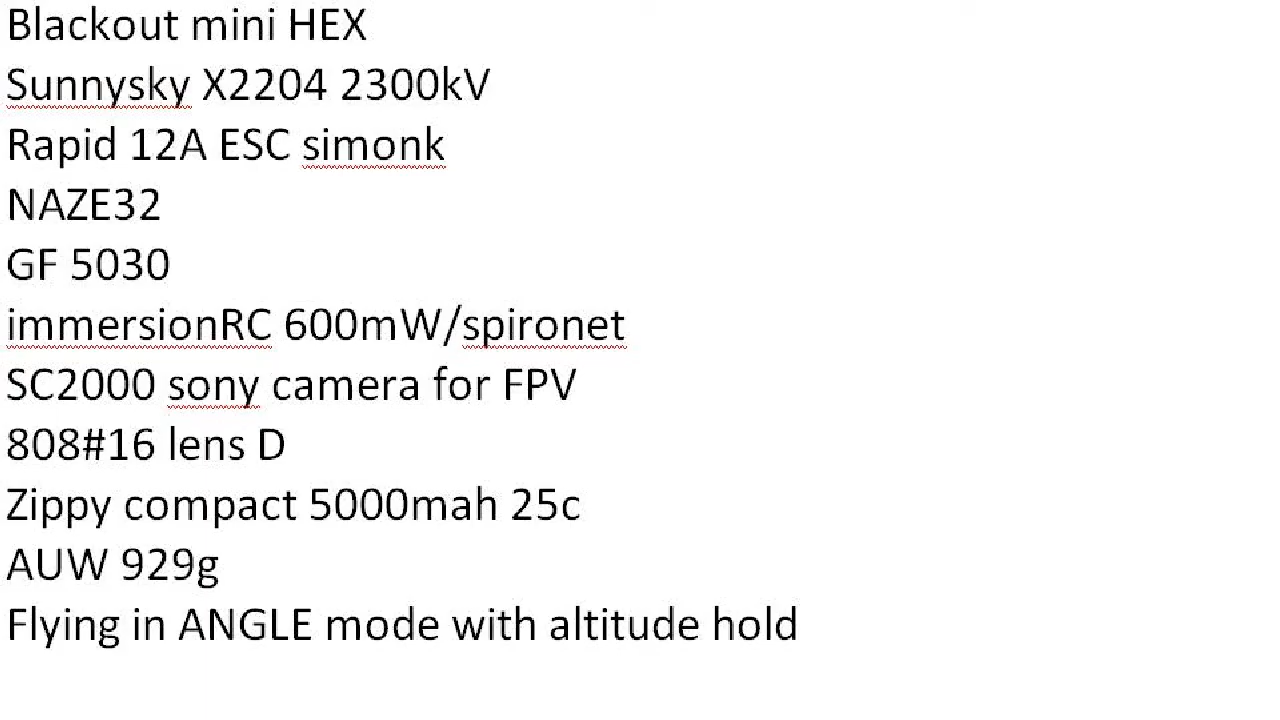 Blackout mini HEX
Sunnysky X2204 2300kV
Rapid 12A ESC simonk
NAZE32
GF 5030
immersionRC 600mW/spironet
SC2000 sony camera for FPV
808#16 lens D
Zippy compact 5000mah 25c
AUW 929g
Flying in ANGLE mode with altitude hold